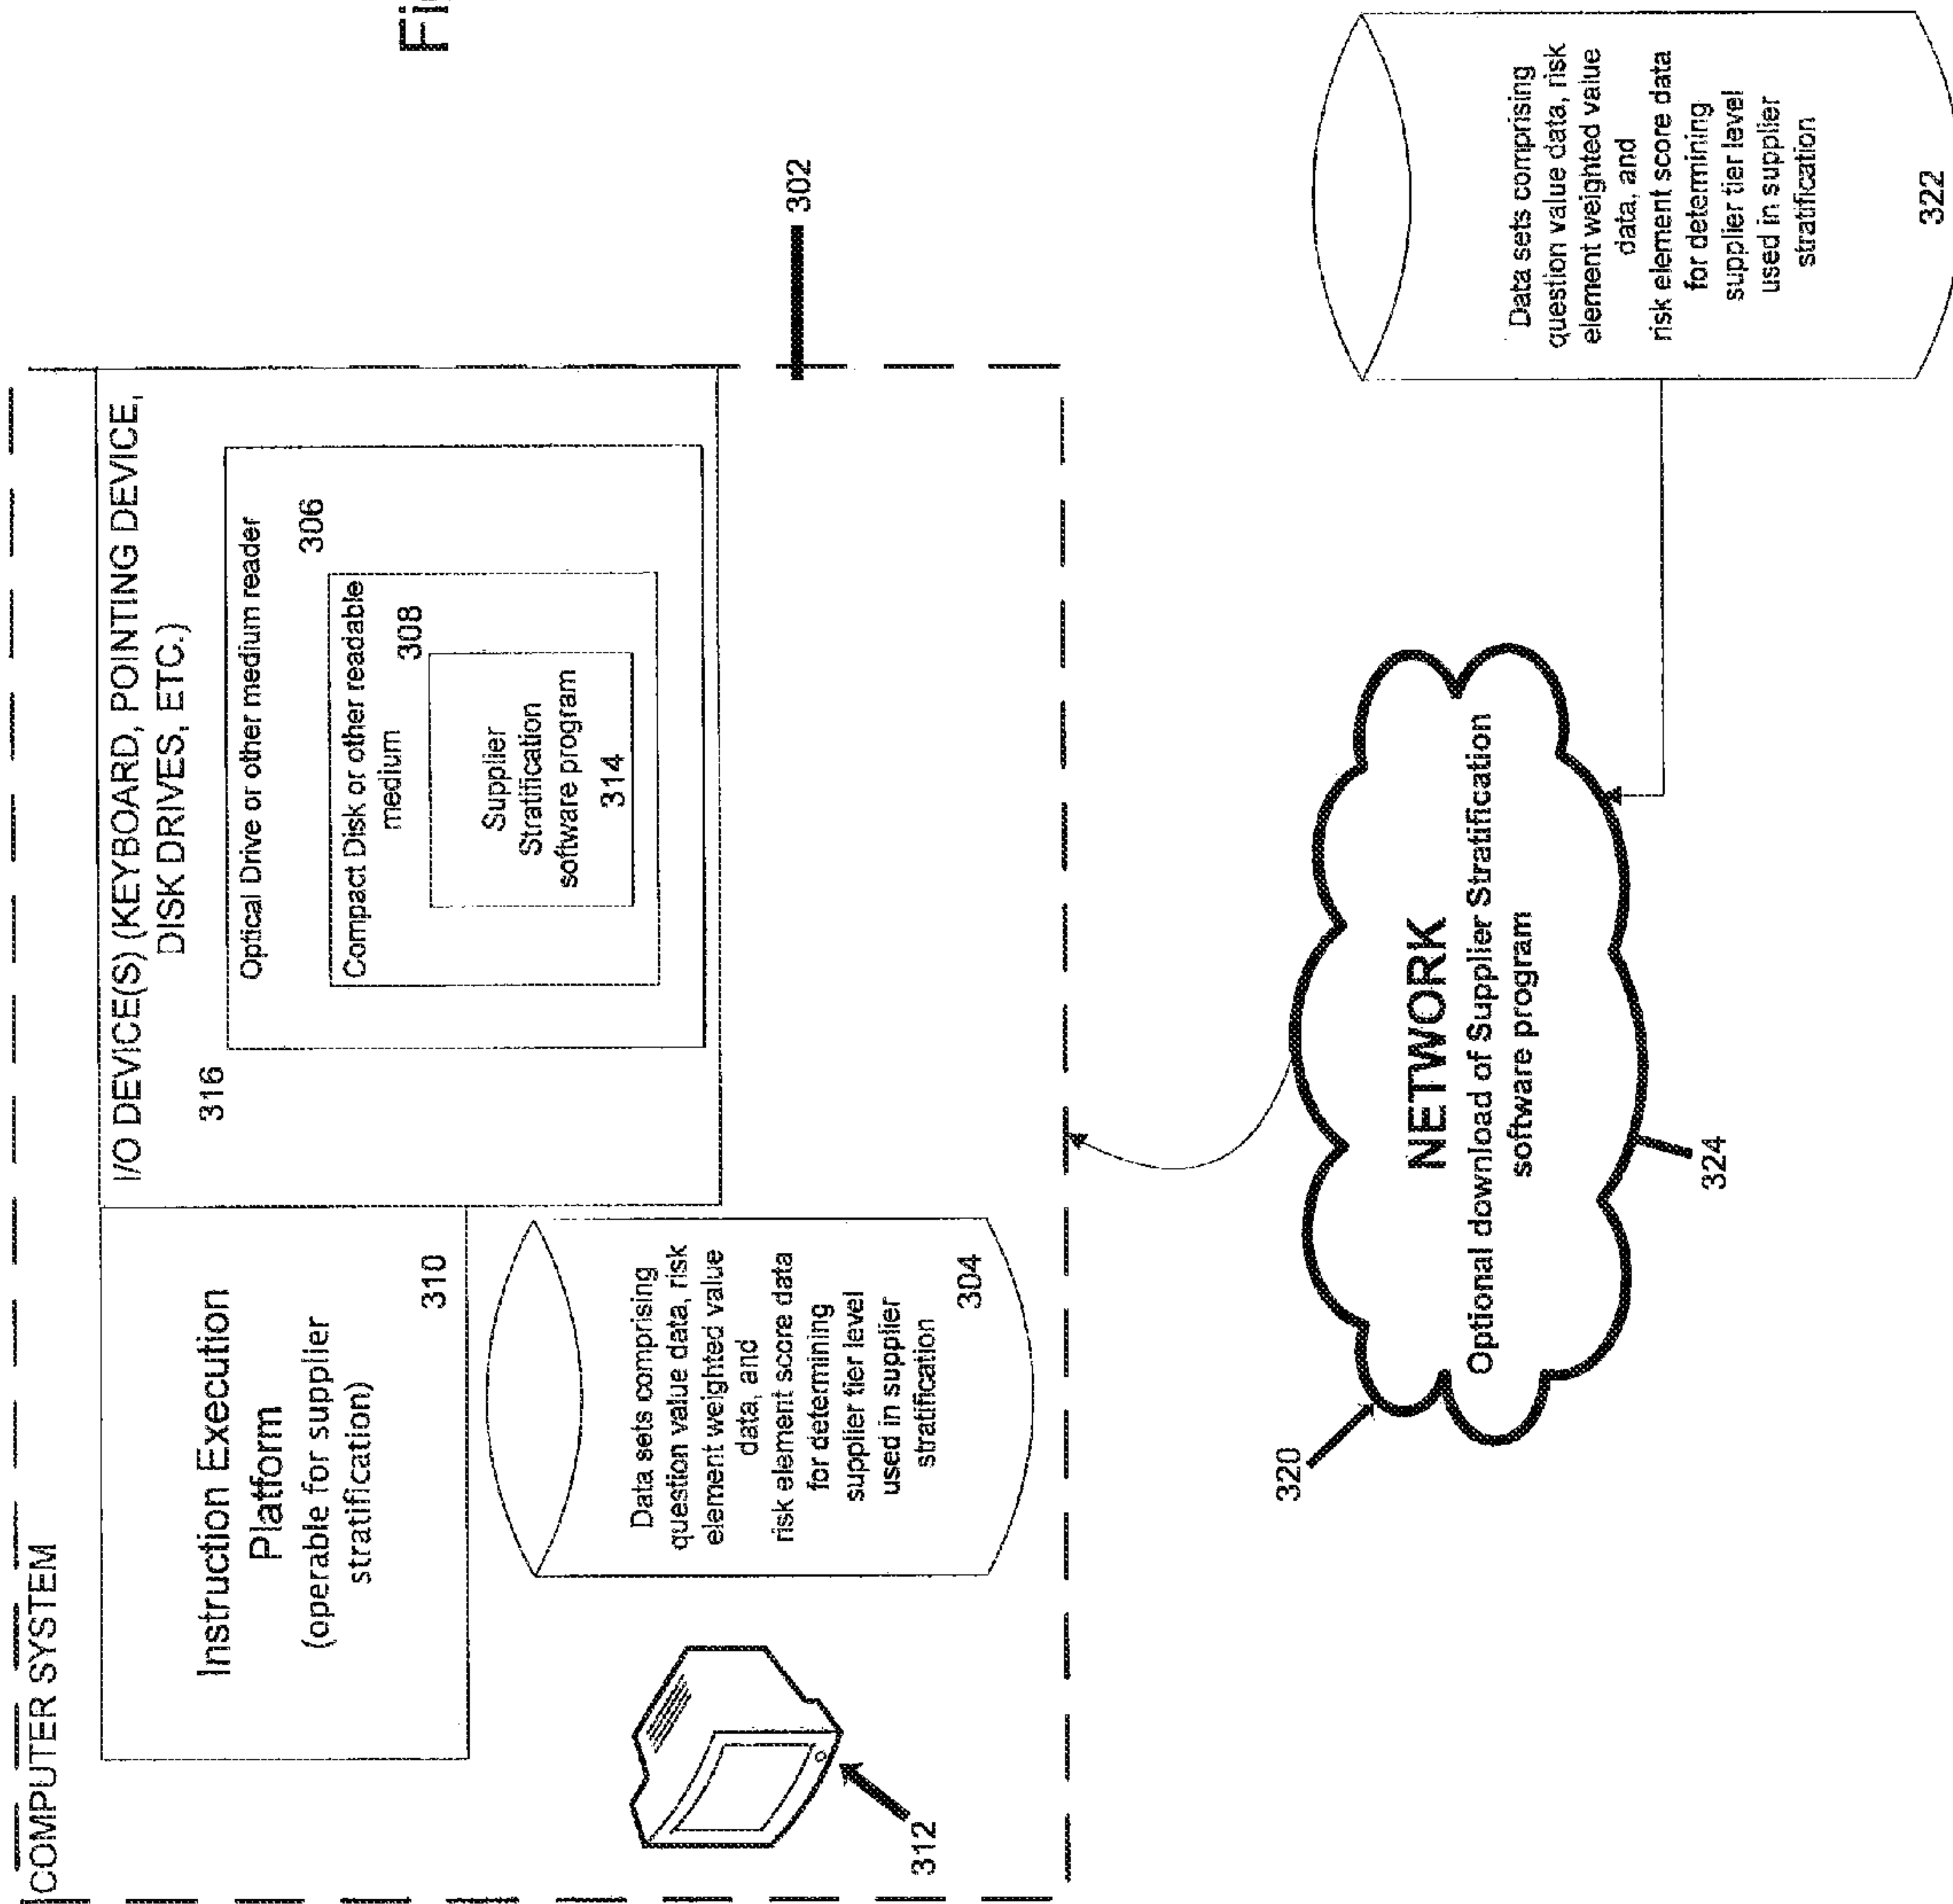 COMPUTER SYSTEM
Instruction Execution
Platform
(operable for supplier
stratification)
310
I/O DEVICE(S) (KEYBOARD, POINTING DEVICE,
DISK DRIVES, ETC.)
316
Optical Drive or other medium reader
306
Compact Disk or other readable
medium
308
Supplier
Stratification
software program
314
302
312
Data sets comprising
question value data, risk
element weighted value
data, and
risk element score data
for determining
supplier tier level
used in supplier
stratification
304
320
NETWORK
Optional download of Supplier Stratification
software program
324
Data sets comprising
question value data, risk
element weighted value
data, and
risk element score data
for determining
supplier tier level
used in supplier
stratification
322